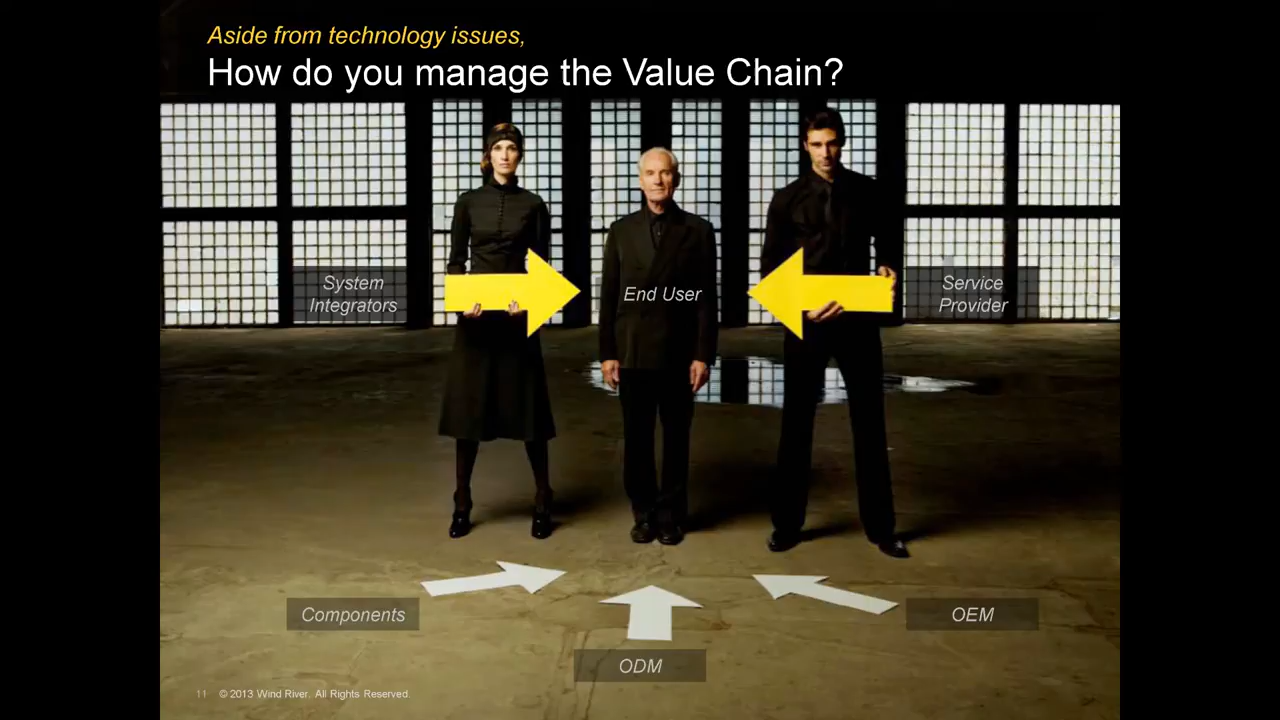 Aside from technology issues,
How do you manage the Value Chain?
System
Integrators
End User
Service
Provider
Components
OEM
ODM
11 © 2013 Wind River. All Rights Reserved.